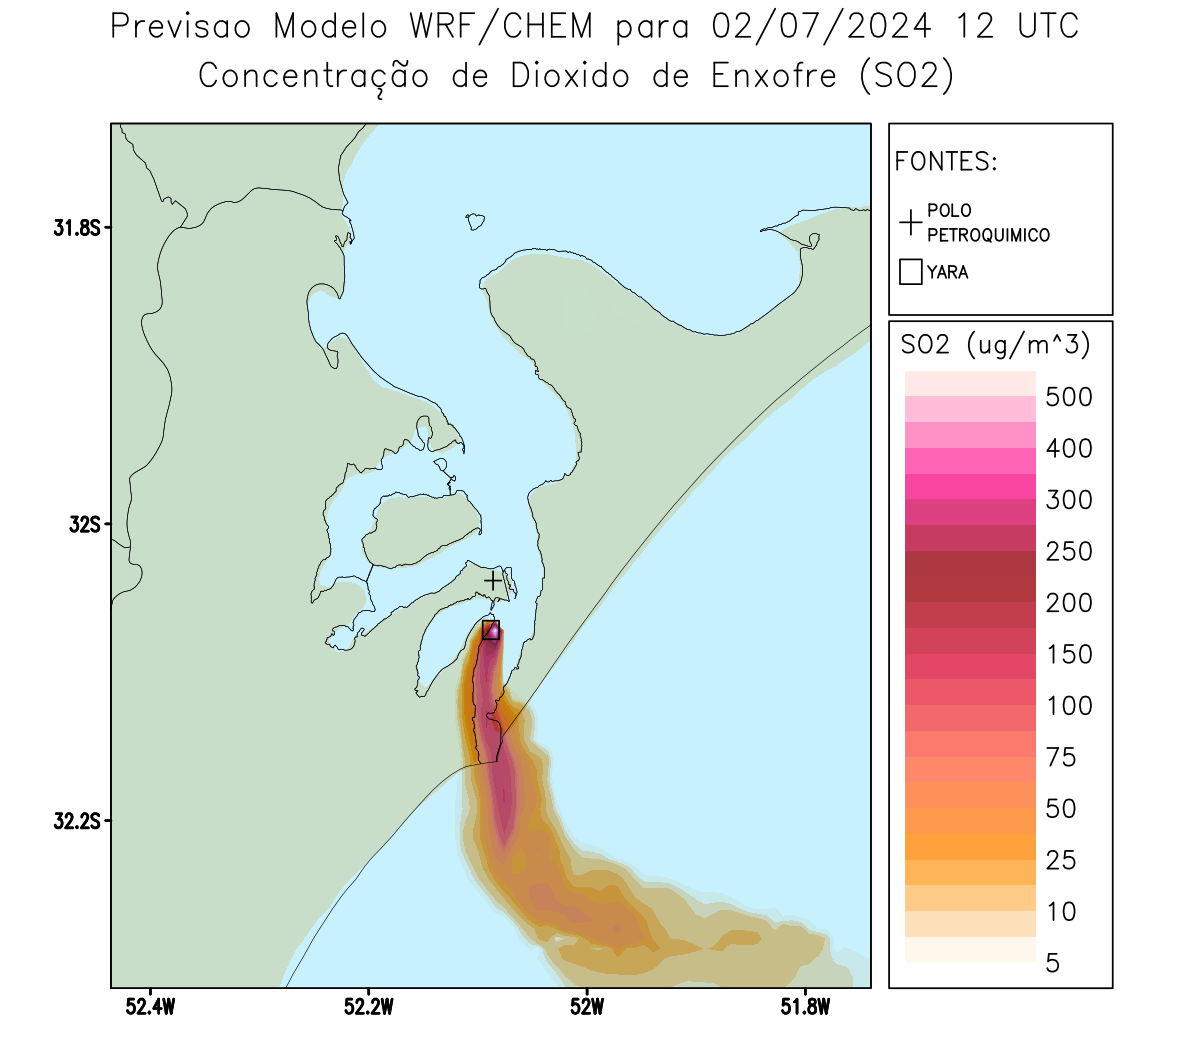 Previsao Modelo WRF/CHEM para 02/07/2024 12 UTC
Concentração de Dioxido de Enxofre (SO2)
FONTES:
POLO
PETROQUIMICO
YARA
SO2 (ug/m^3)
500
400
300
250
200
150
100
75
50
25
10
5
31.8S
32S
32.2S
52.4W
52.2W
52W
51.8W